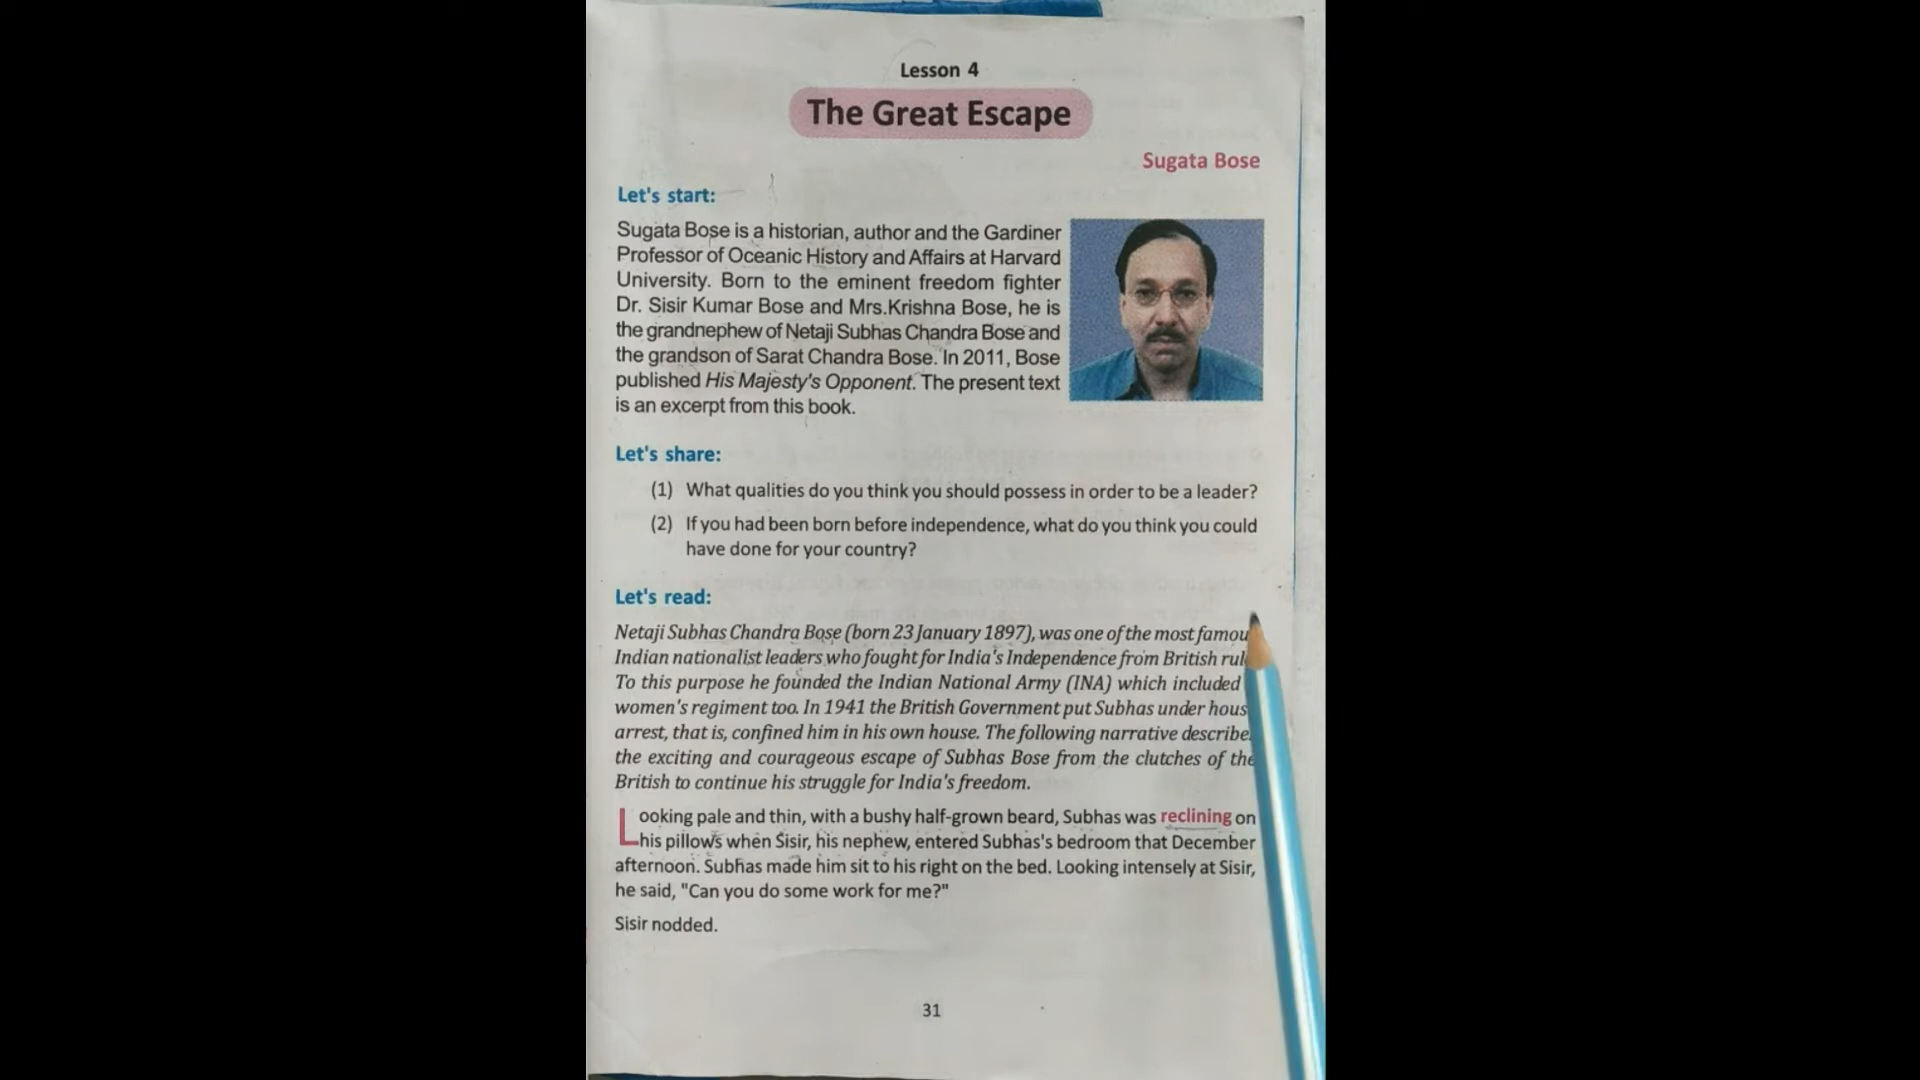 Lesson 4
The Great Escape
Sugata Bose
Let's start:
Sugata Bose is a historian, author and the Gardiner
Professor of Oceanic History and Affairs at Harvard
University. Born to the eminent freedom fighter
Dr. Sisir Kumar Bose and Mrs.Krishna Bose, he is
the grandnephew of Netaji Subhas Chandra Bose and
the grandson of Sarat Chandra Bose. In 2011, Bose
published His Majesty's Opponent. The present text
is an excerpt from this book.
Let's share:
(1) What qualities do you think you should possess in order to be a leader?
(2) If you had been born before independence, what do you think you could
have done for your country?
Let's read:
Netaji Subhas Chandra Bose (born 23 January 1897), was one of the most famou
Indian nationalist leaders who fought for India's Independence from British rul
To this purpose he founded the Indian National Army (INA) which included
women's regiment too. In 1941 the British Government put Subhas under hous
arrest, that is, confined him in his own house. The following narrative describe
the exciting and courageous escape of Subhas Bose from the clutches of the
British to continue his struggle for India's freedom.
Looking pale and thin, with a bushy half-grown beard, Subhas was reclining on
his pillows when Sisir, his nephew, entered Subhas's bedroom that December
afternoon. Subhas made him sit to his right on the bed. Looking intensely at Sisir,
he said, "Can you do some work for me?"
Sisir nodded.
31